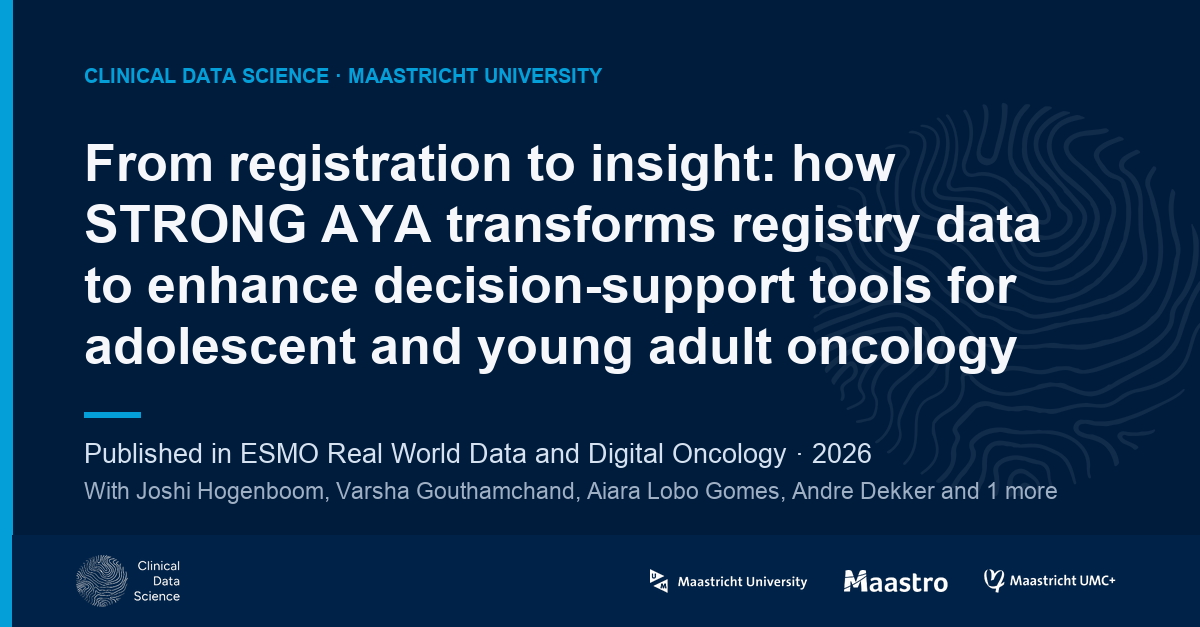 CLINICAL DATA SCIENCE · MAASTRICHT UNIVERSITY
From registration to insight: how
STRONG AYA transforms registry data
to enhance decision-support tools for
adolescent and young adult oncology
Published in ESMO Real World Data and Digital Oncology · 2026
With Joshi Hogenboom, Varsha Gouthamchand, Aiara Lobo Gomes, Andre Dekker and 1 more
Clinical
Data
Science
UM Maastricht University
Maastro
Maastricht UMC+